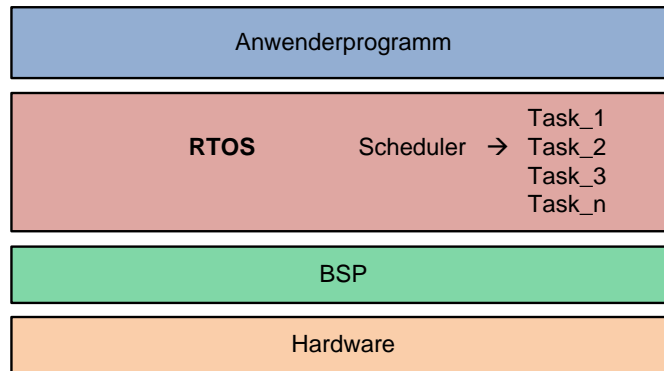 Anwenderprogramm
Task_1
RTOS Scheduler → Task_2
Task_3
Task_n
BSP
Hardware